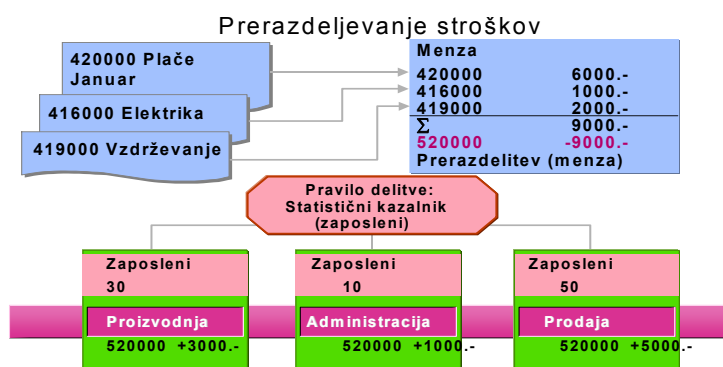 Prerazdeljevanje stroškov
420000 Plače
Januar
416000 Elektrika
419000 Vzdrževanje
Menza
420000 6000.-
416000 1000.-
419000 2000.-
Σ 9000.-
520000 -9000.-
Prerazdelitev (menza)
Pravilo delitve:
Statistični kazalnik
(zaposleni)
Zaposleni
30
Proizvodnja
520000 +3000.-
Zaposleni
10
Administracija
520000 +1000.-
Zaposleni
50
Prodaja
520000 +5000.-